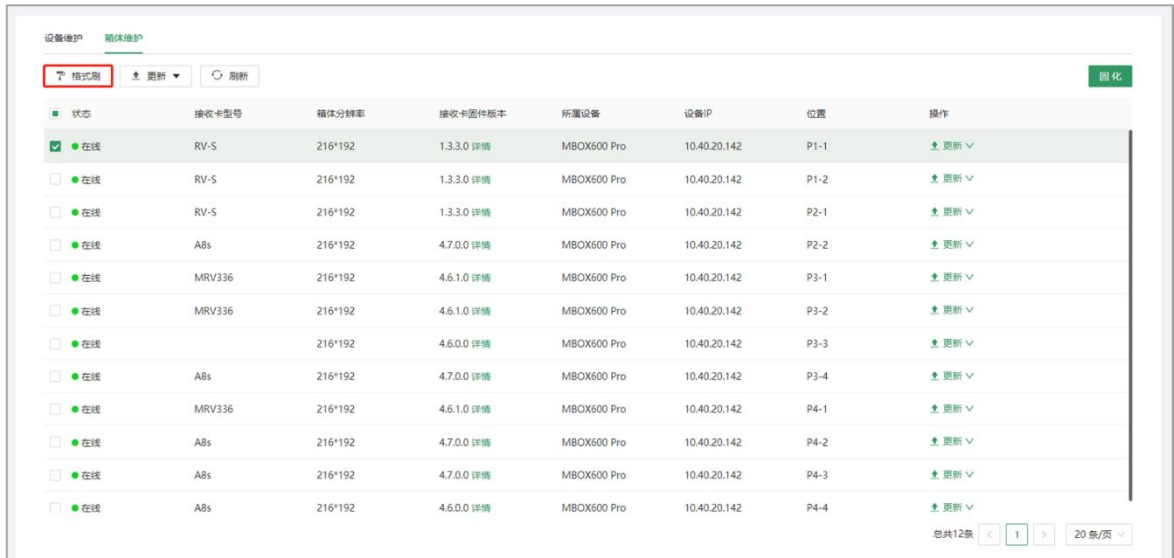 设备维护 箱体维护
格式刷 更新 刷新 固化
状态 接收卡型号 箱体分辨率 接收卡固件版本 所属设备 设备IP 位置 操作
在线 RV-S 216*192 1.3.3.0 详情 MBOX600 Pro 10.40.20.142 P1-1 更新
在线 RV-S 216*192 1.3.3.0 详情 MBOX600 Pro 10.40.20.142 P1-2 更新
在线 RV-S 216*192 1.3.3.0 详情 MBOX600 Pro 10.40.20.142 P2-1 更新
在线 A8s 216*192 4.7.0.0 详情 MBOX600 Pro 10.40.20.142 P2-2 更新
在线 MRV336 216*192 4.6.1.0 详情 MBOX600 Pro 10.40.20.142 P3-1 更新
在线 MRV336 216*192 4.6.1.0 详情 MBOX600 Pro 10.40.20.142 P3-2 更新
在线 216*192 4.6.0.0 详情 MBOX600 Pro 10.40.20.142 P3-3 更新
在线 A8s 216*192 4.7.0.0 详情 MBOX600 Pro 10.40.20.142 P3-4 更新
在线 MRV336 216*192 4.6.1.0 详情 MBOX600 Pro 10.40.20.142 P4-1 更新
在线 A8s 216*192 4.7.0.0 详情 MBOX600 Pro 10.40.20.142 P4-2 更新
在线 A8s 216*192 4.7.0.0 详情 MBOX600 Pro 10.40.20.142 P4-3 更新
在线 A8s 216*192 4.6.0.0 详情 MBOX600 Pro 10.40.20.142 P4-4 更新
总共12条 < 1 > 20 条/页